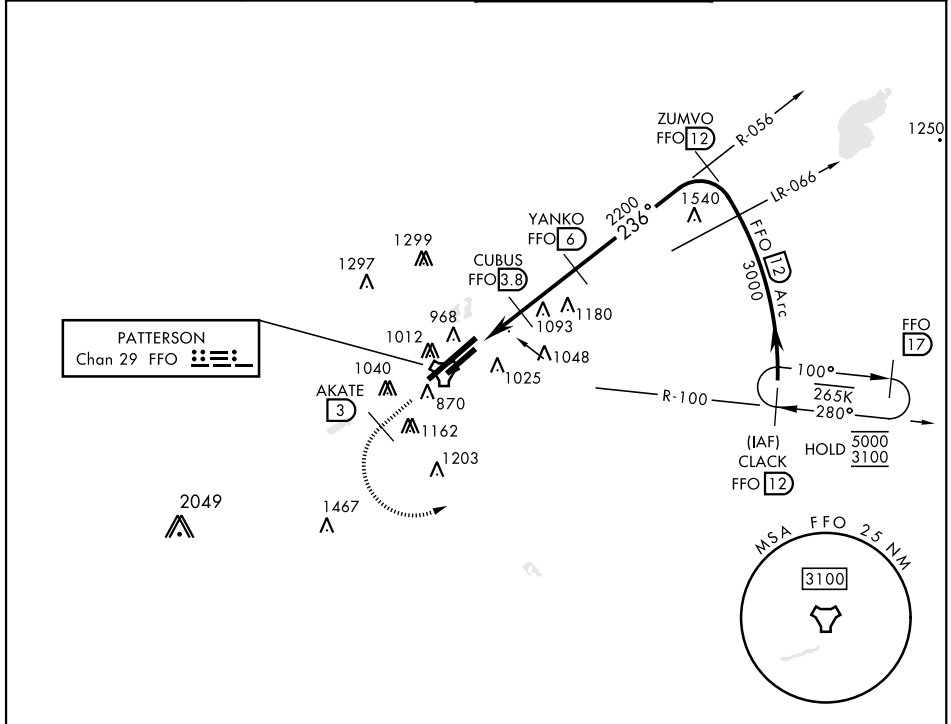 ZUMVO
FFO 12
R-056
1250
LR-066
1540
2200
236°
YANKO
FFO 6
FFO 12 Arc
3000
1299
1297
CUBUS
FFO 3.8
1180
1093
968
1012
1048
1025
PATTERSON
Chan 29 FFO
1040
AKATE
3
870
1162
1203
FFO
17
100°
265K
280°
R-100
(IAF)
CLACK
FFO 12
HOLD 5000
3100
2049
1467
MSA FFO 25 NM
3100